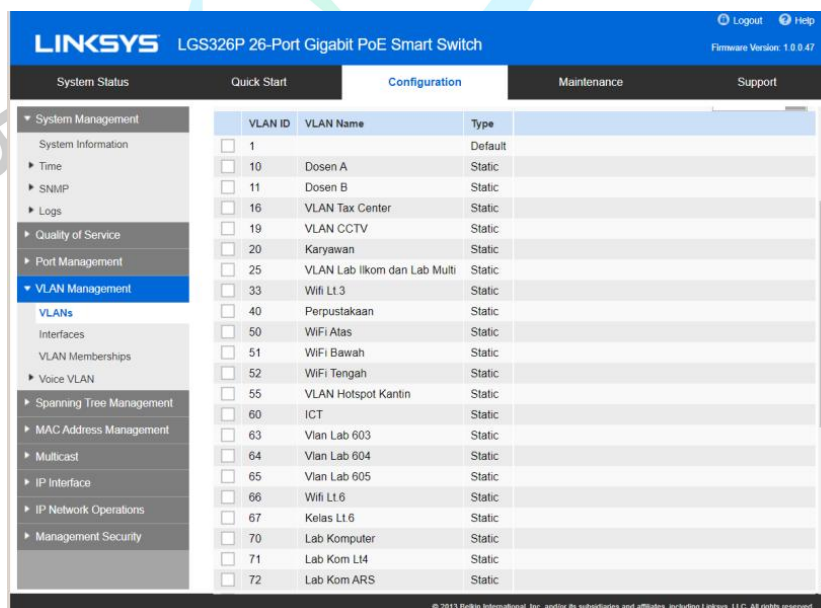 Logout Help
LINKSYS LGS326P 26-Port Gigabit PoE Smart Switch
Firmware Version: 1.0.0.47
System Status Quick Start Configuration Maintenance Support
System Management
System Information
Time
SNMP
Logs
Quality of Service
Port Management
VLAN Management
VLANs
Interfaces
VLAN Memberships
Voice VLAN
Spanning Tree Management
MAC Address Management
Multicast
IP Interface
IP Network Operations
Management Security
VLAN ID VLAN Name Type
1 Default
10 Dosen A Static
11 Dosen B Static
16 VLAN Tax Center Static
19 VLAN CCTV Static
20 Karyawan Static
25 VLAN Lab Ilkom dan Lab Multi Static
33 Wifi Lt.3 Static
40 Perpustakaan Static
50 WiFi Atas Static
51 WiFi Bawah Static
52 WiFi Tengah Static
55 VLAN Hotspot Kantin Static
60 ICT Static
63 Vlan Lab 603 Static
64 Vlan Lab 604 Static
65 Vlan Lab 605 Static
66 Wifi Lt.6 Static
67 Kelas Lt.6 Static
70 Lab Komputer Static
71 Lab Kom Lt4 Static
72 Lab Kom ARS Static
© 2013 Belkin International, Inc. and/or its subsidiaries and affiliates, including Linksys, LLC. All rights reserved.